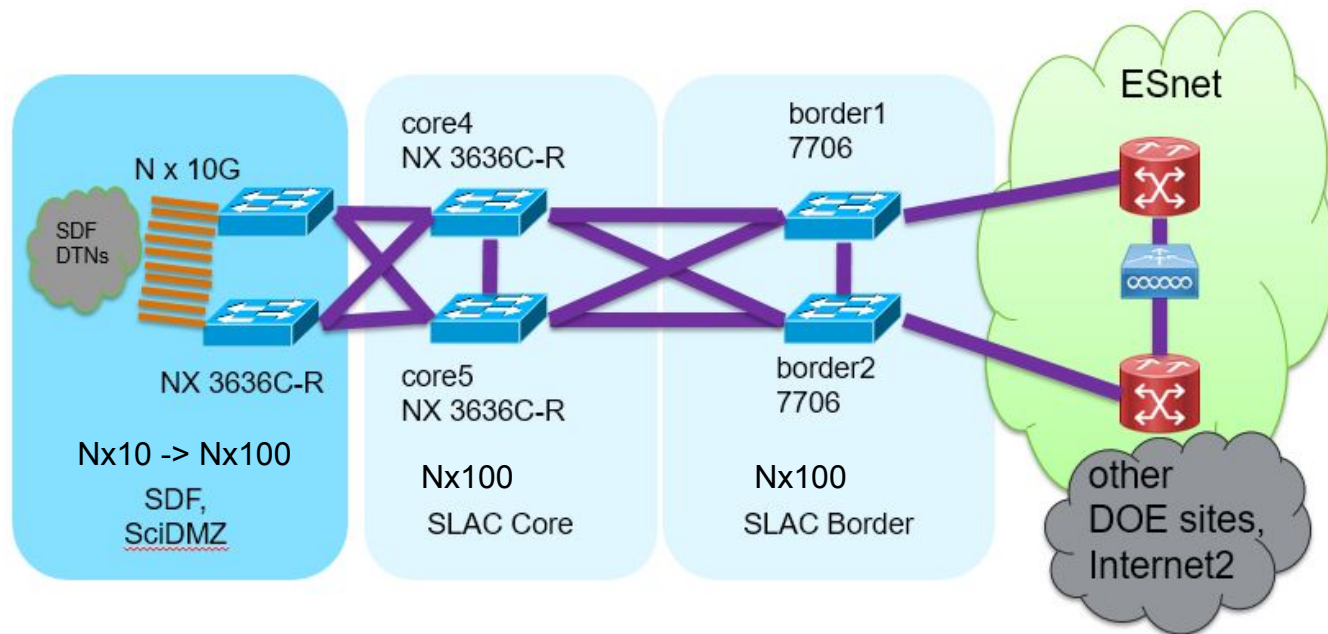 N x 10G
SDF
DTNs
NX 3636C-R
Nx10 -> Nx100
SDF,
SciDMZ
core4
NX 3636C-R
core5
NX 3636C-R
Nx100
SLAC Core
border1
7706
border2
7706
Nx100
SLAC Border
ESnet
other
DOE sites,
Internet2